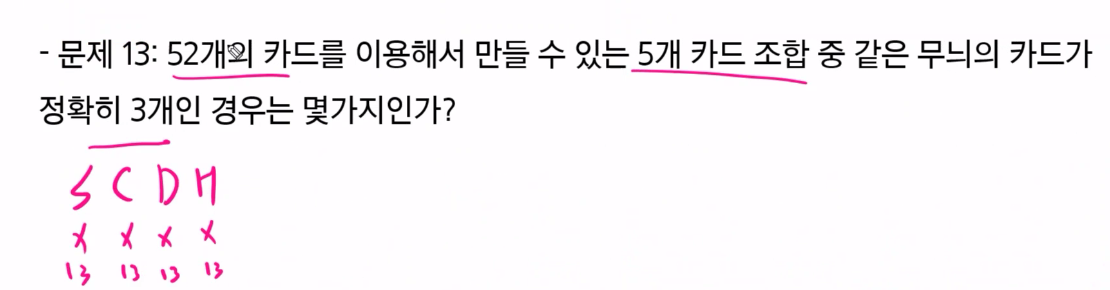 - 문제 13: 52개의 카드를 이용해서 만들 수 있는 5개 카드 조합 중 같은 무늬의 카드가
정확히 3개인 경우는 몇가지인가?
S C D H
x x x x
13 13 13 13